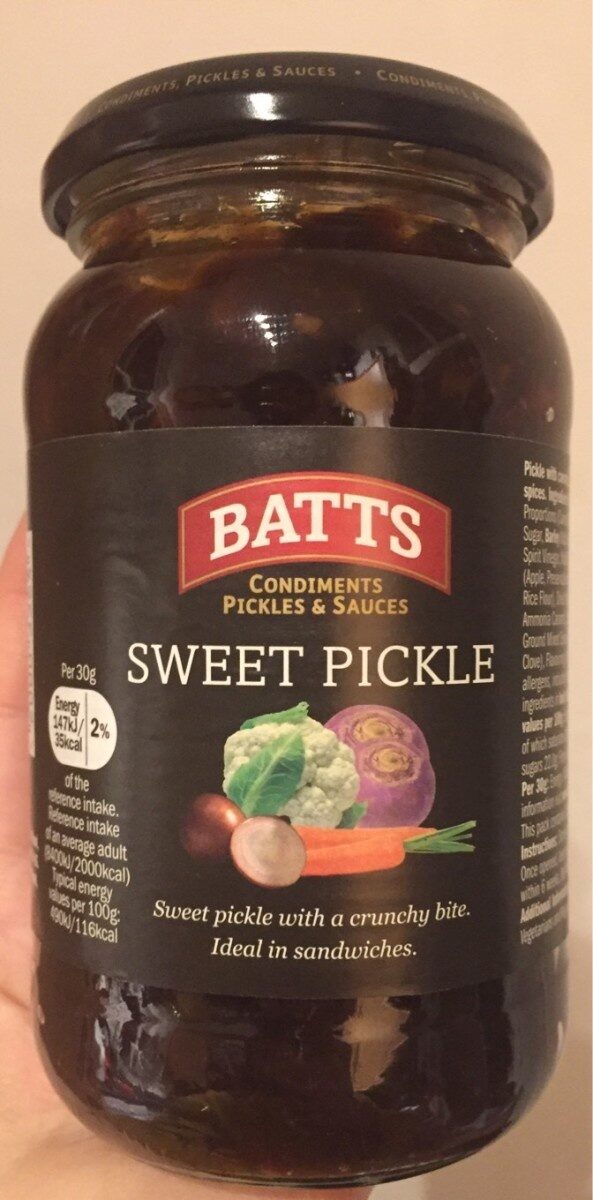 CONDIMENTS, PICKLES & SAUCES • CONDIMENTS,
BATTS
CONDIMENTS
PICKLES & SAUCES
SWEET PICKLE
Sweet pickle with a crunchy bite.
Ideal in sandwiches.
Per 30g
Energy
147kJ/
35kcal
2%
of the
reference intake.
Reference intake
of an average adult
(8400kJ/2000kcal)
Typical energy
values per 100g:
490kJ/116kcal
Pickle with
spices.
Sugar,
Spirit Vinegar,
(Apple,
Rice Flour),
Ammonia
Ground
Clove),
allergens,
ingredients
values per
of which
sugars
Per 30g:
information
This pack
Instructions:
Once opened
within 6
Additional
Vegetarians